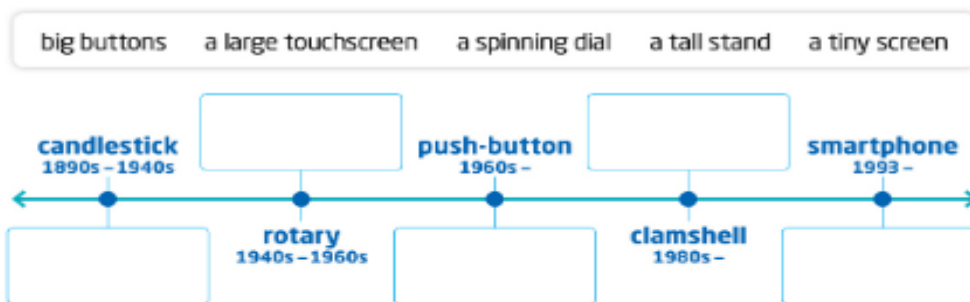 big buttons a large touchscreen a spinning dial a tall stand a tiny screen
candlestick
1890s–1940s
rotary
1940s–1960s
push-button
1960s–
clamshell
1980s–
smartphone
1993–